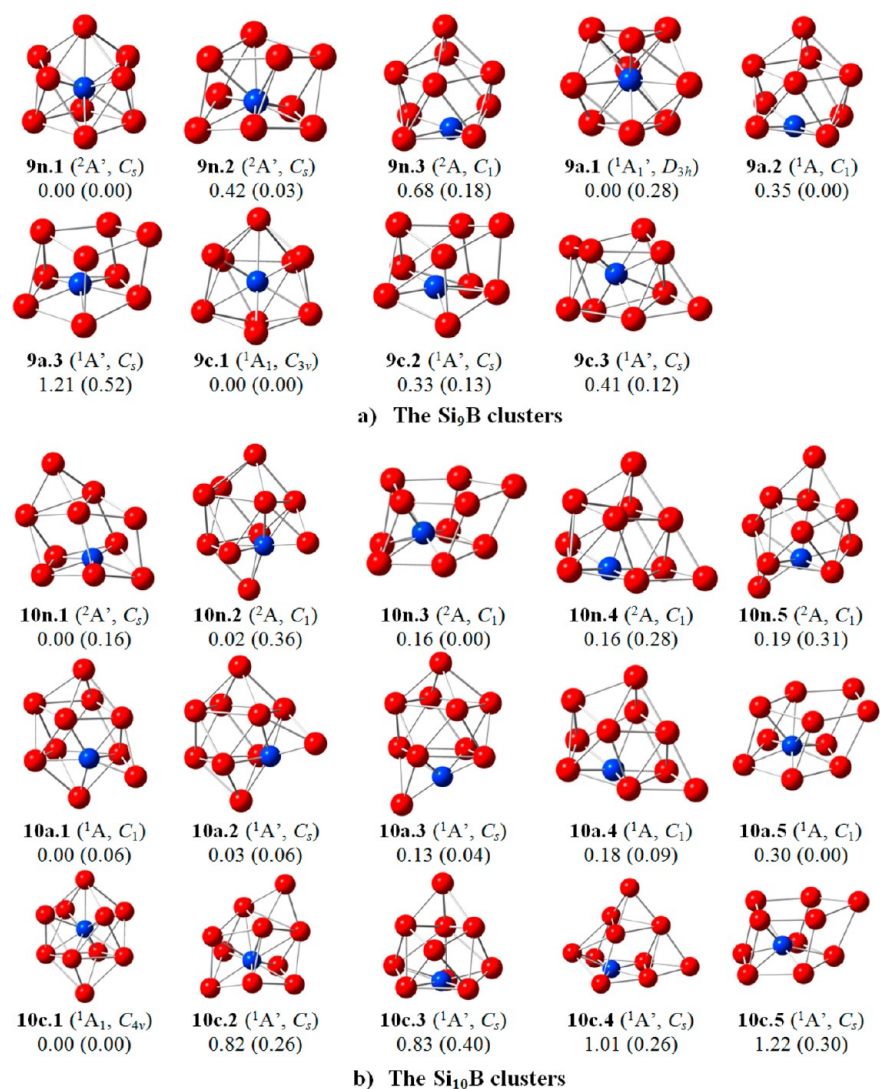 9n.1 (²A’, Cs) 9n.2 (²A’, Cs) 9n.3 (²A, C1) 9a.1 (¹A1’, D3h) 9a.2 (¹A, C1)
0.00 (0.00) 0.42 (0.03) 0.68 (0.18) 0.00 (0.28) 0.35 (0.00)
9a.3 (¹A’, Cs) 9c.1 (¹A1, C3v) 9c.2 (¹A’, Cs) 9c.3 (¹A’, Cs)
1.21 (0.52) 0.00 (0.00) 0.33 (0.13) 0.41 (0.12)
a) The Si9B clusters
10n.1 (²A’, Cs) 10n.2 (²A, C1) 10n.3 (²A, C1) 10n.4 (²A, C1) 10n.5 (²A, C1)
0.00 (0.16) 0.02 (0.36) 0.16 (0.00) 0.16 (0.28) 0.19 (0.31)
10a.1 (¹A, C1) 10a.2 (¹A’, Cs) 10a.3 (¹A’, Cs) 10a.4 (¹A, C1) 10a.5 (¹A, C1)
0.00 (0.06) 0.03 (0.06) 0.13 (0.04) 0.18 (0.09) 0.30 (0.00)
10c.1 (¹A1, C4v) 10c.2 (¹A’, Cs) 10c.3 (¹A’, Cs) 10c.4 (¹A’, Cs) 10c.5 (¹A’, Cs)
0.00 (0.00) 0.82 (0.26) 0.83 (0.40) 1.01 (0.26) 1.22 (0.30)
b) The Si10B clusters